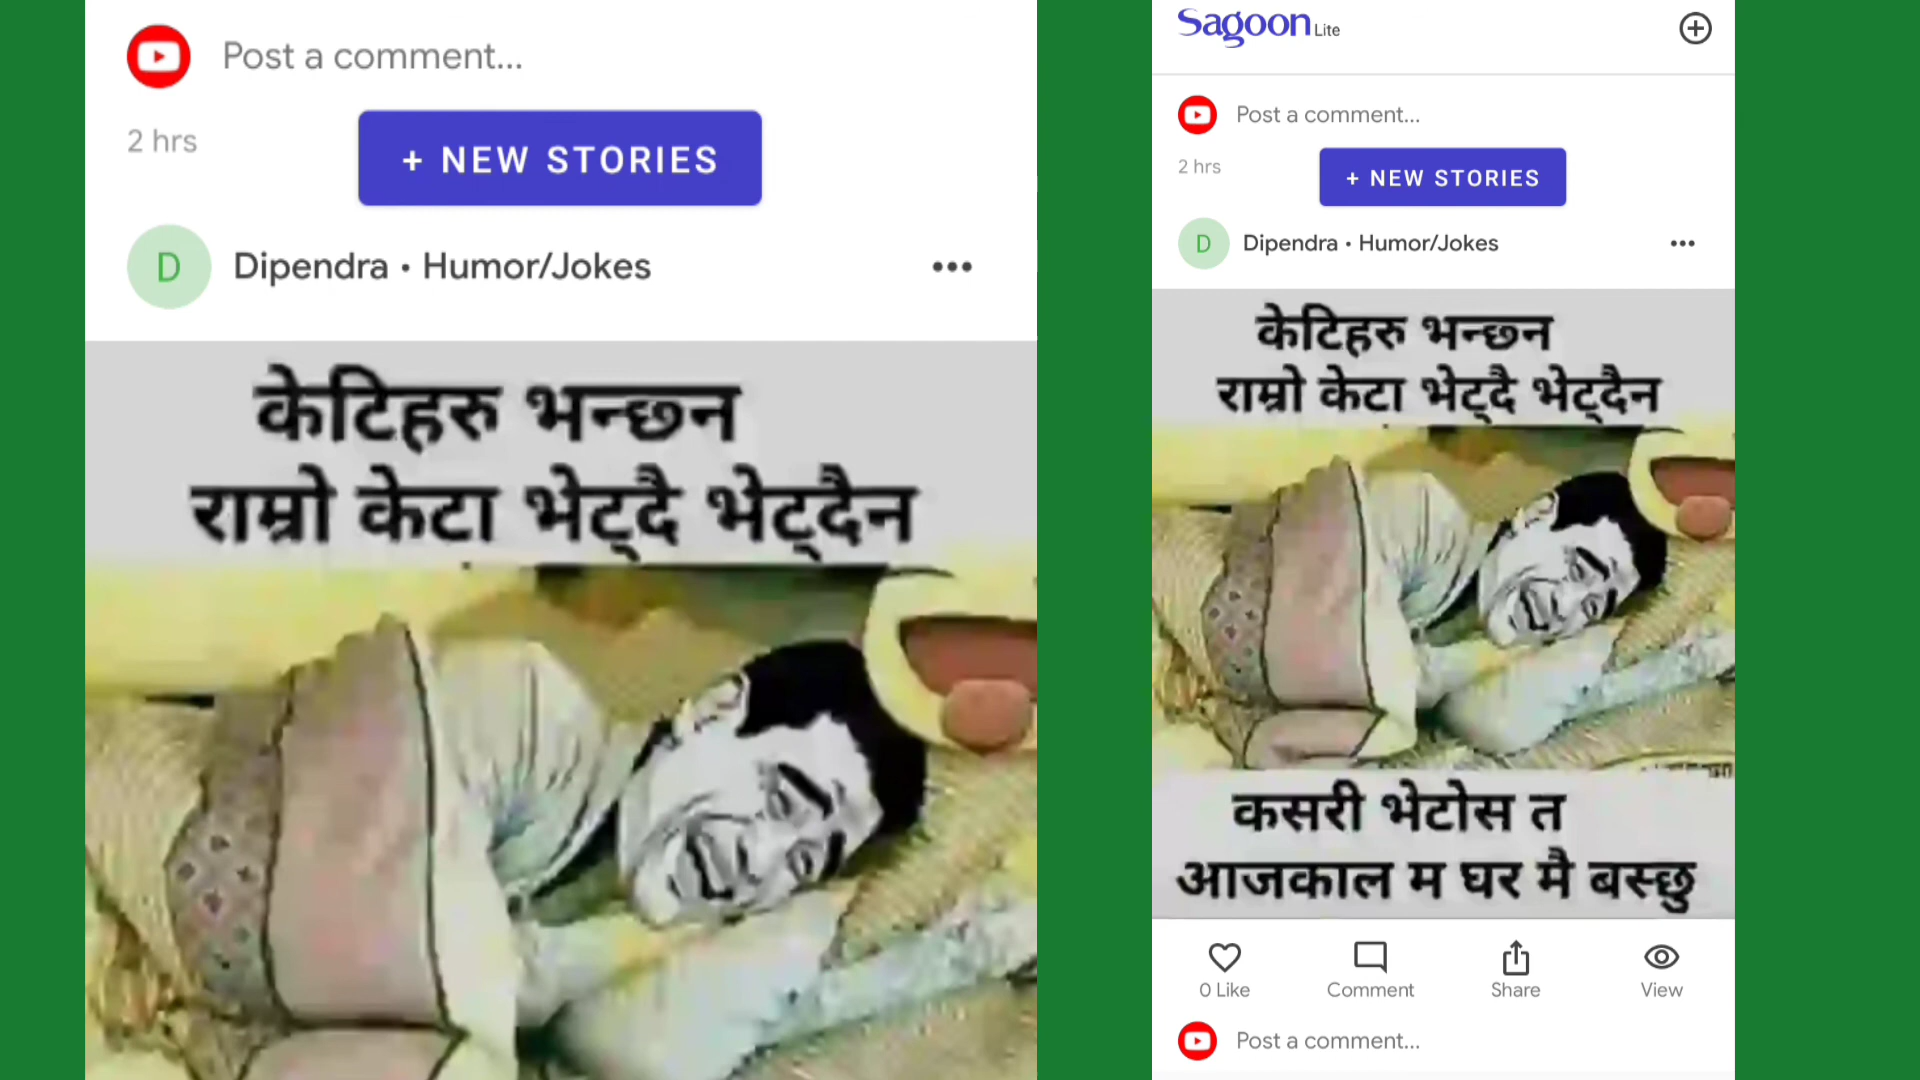 Post a comment...
2 hrs
+ NEW STORIES
D
Dipendra • Humor/Jokes
केटिहरु भन्छन
राम्रो केटा भेट्दै भेट्दैन
Sagoon Lite
Post a comment...
2 hrs
+ NEW STORIES
D
Dipendra • Humor/Jokes
केटिहरु भन्छन
राम्रो केटा भेट्दै भेट्दैन
कसरी भेटोस त
आजकाल म घर मै बस्छु
0 Like
Comment
Share
View
Post a comment...